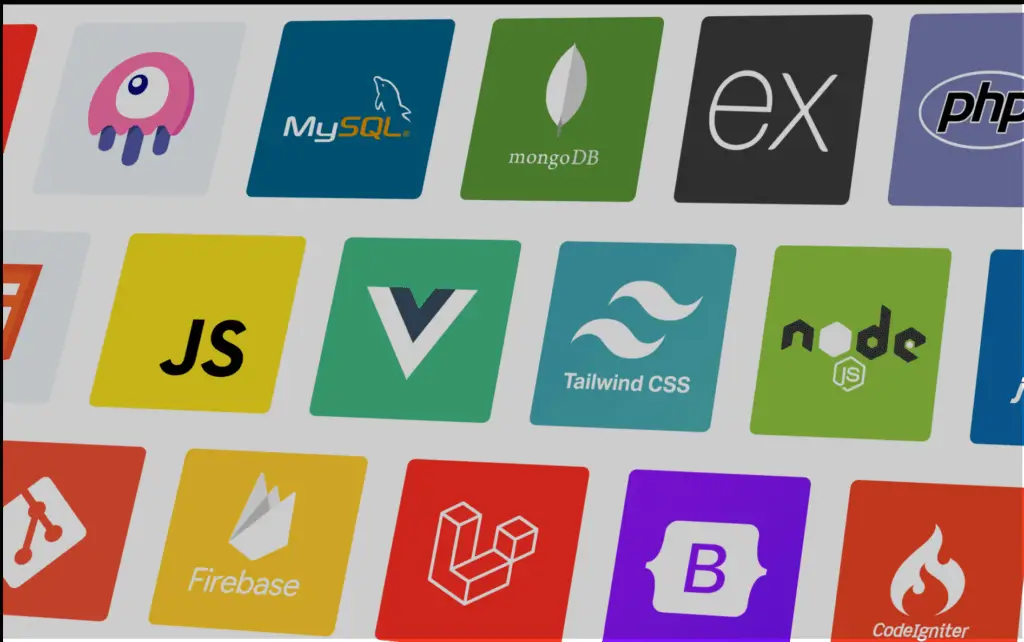 MySQL®
mongoDB
ex
php
JS
Tailwind CSS
node
JS
j
Firebase
B
CodeIgniter